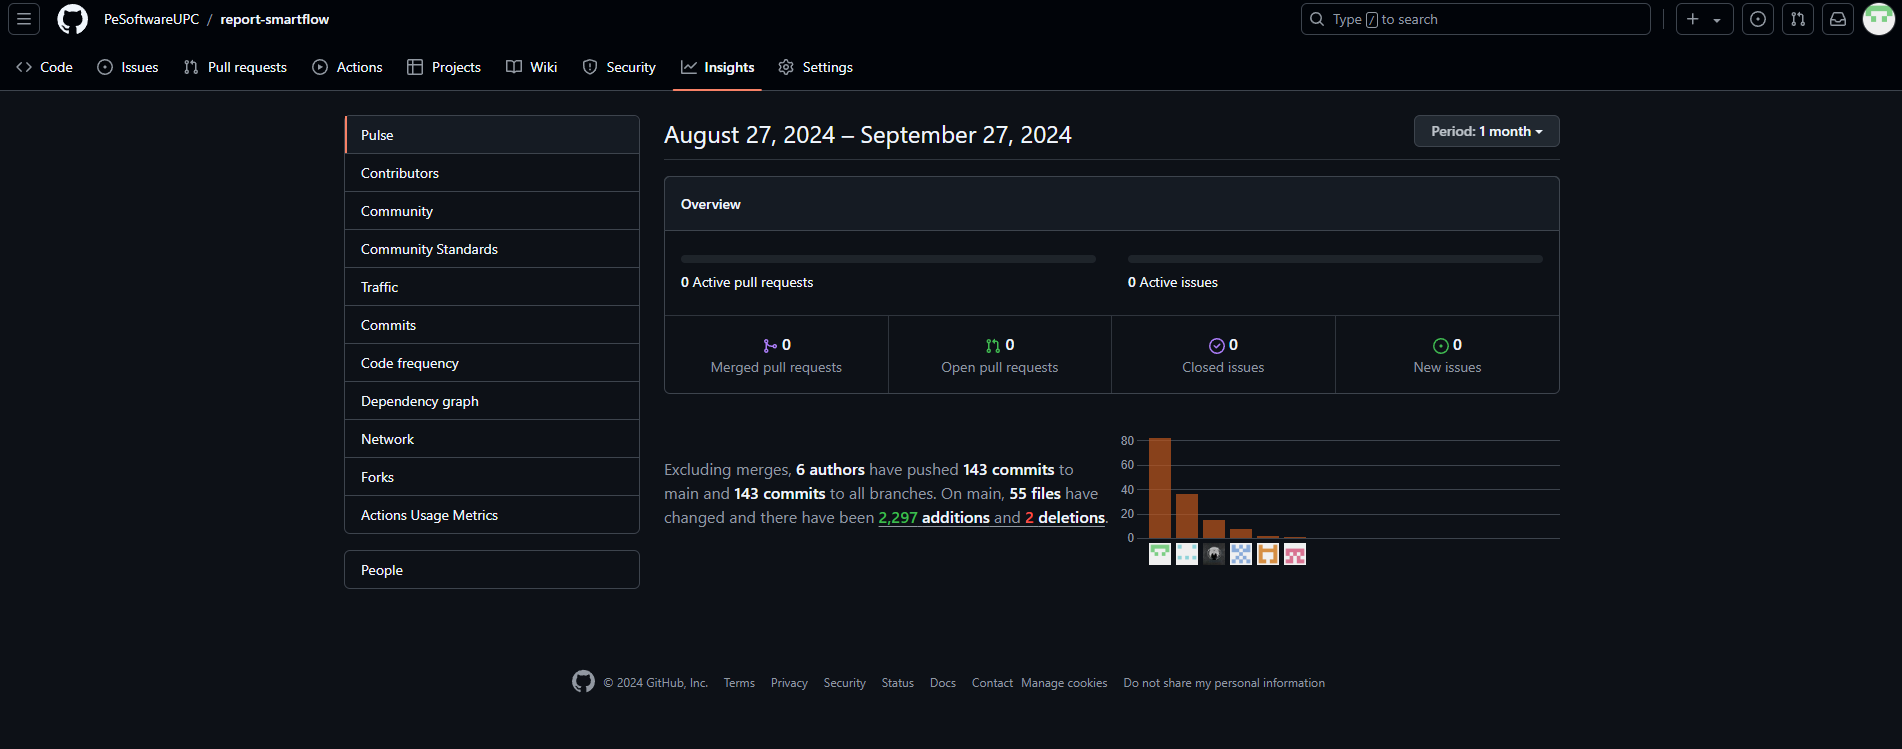 PeSoftwareUPC / report-smartflow
Type / to search
Code Issues Pull requests Actions Projects Wiki Security Insights Settings
Pulse
Contributors
Community
Community Standards
Traffic
Commits
Code frequency
Dependency graph
Network
Forks
Actions Usage Metrics
People
August 27, 2024 – September 27, 2024
Period: 1 month
Overview
0 Active pull requests
0 Active issues
0
Merged pull requests
0
Open pull requests
0
Closed issues
0
New issues
Excluding merges, 6 authors have pushed 143 commits to
main and 143 commits to all branches. On main, 55 files have
changed and there have been 2,297 additions and 2 deletions.
80
60
40
20
0
© 2024 GitHub, Inc. Terms Privacy Security Status Docs Contact Manage cookies Do not share my personal information